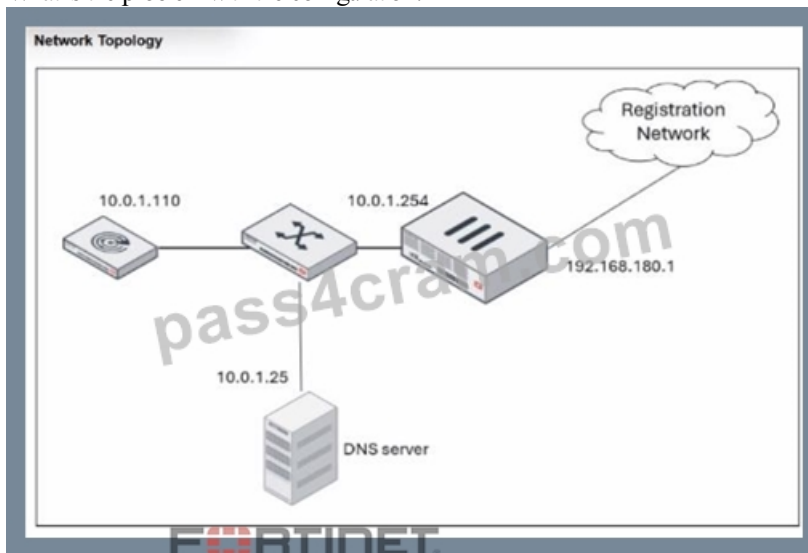 Network Topology
Registration
Network
10.0.1.110
10.0.1.254
192.168.180.1
pass4cram.com
10.0.1.25
DNS server
FORTINET